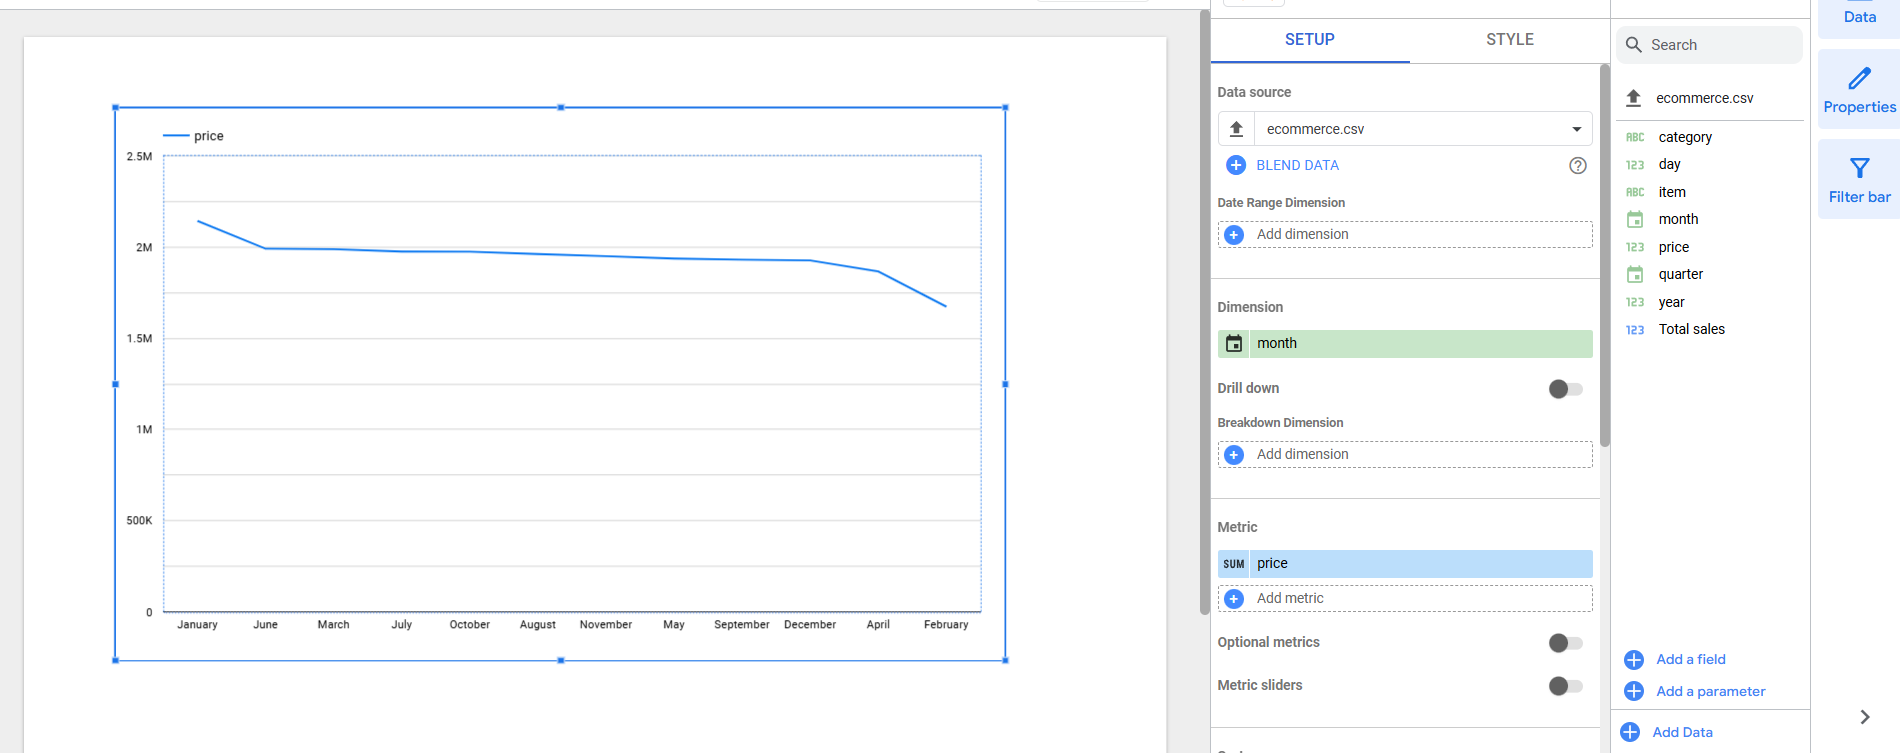 price
2.5M
2M
1.5M
1M
500K
0
January June March July October August November May September December April February
SETUP STYLE
Data source
ecommerce.csv
BLEND DATA
Date Range Dimension
Add dimension
Dimension
month
Drill down
Breakdown Dimension
Add dimension
Metric
SUM price
Add metric
Optional metrics
Metric sliders
Search
ecommerce.csv
ABC category
123 day
ABC item
month
123 price
quarter
123 year
123 Total sales
Add a field
Add a parameter
Add Data
Data
Properties
Filter bar